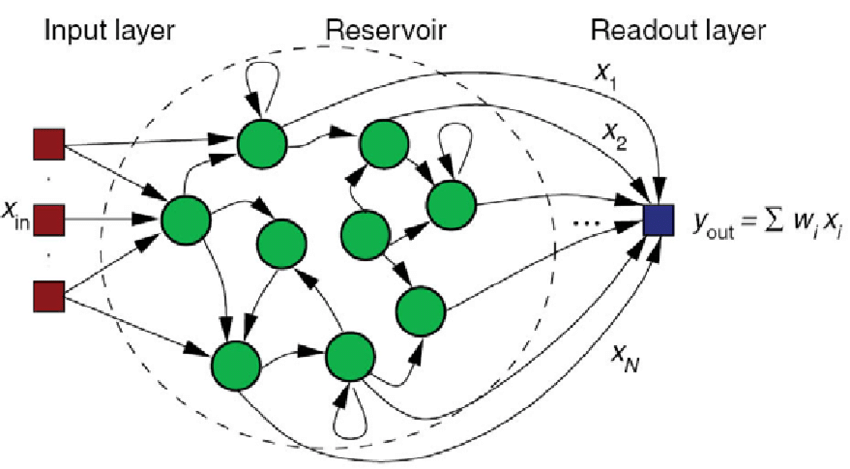 Input layer
Reservoir
Readout layer
x1
x2
xin
...
yout = Σ wi xi
xN